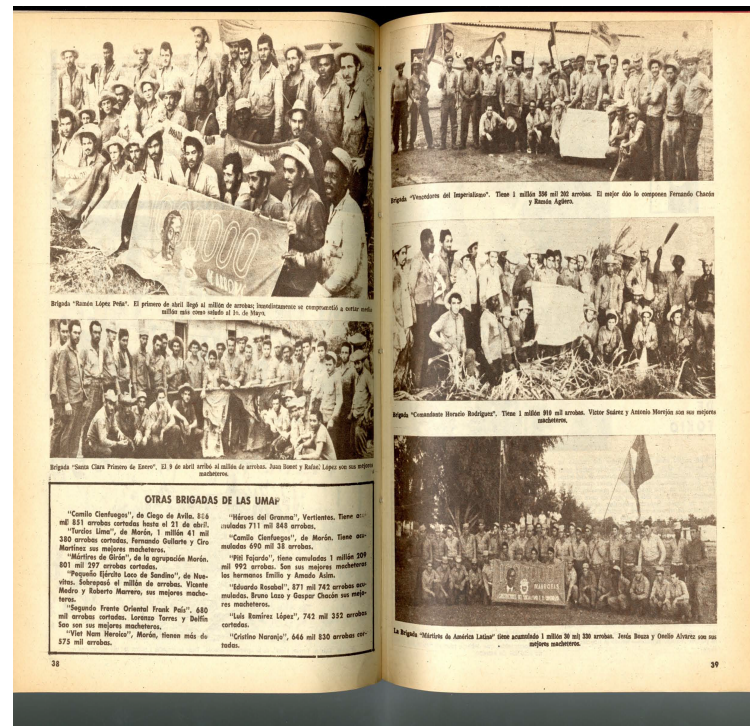 1,000
Brigada "Ramón López Peña". El primero de abril llegó al millón de arrobas; inmediatamente se comprometió a cortar medio
millón más como saludo al 1o. de Mayo.
Brigada "Santa Clara Primero de Enero". El 9 de abril arribó al millón de arrobas. Juan Bonet y Rafael López son sus mejores
macheteros.
OTRAS BRIGADAS DE LAS UMAP
"Camilo Cienfuegos", de Ciego de Avila. 826
mil 851 arrobas cortadas hasta el 21 de abril.
"Turcios Lima", de Morón, 1 millón 41 mil
380 arrobas cortadas, Fernando Guilarte y Ciro
Martínez sus mejores macheteros.
"Mártires de Girón", de la agrupación Morón.
801 mil 297 arrobas cortadas.
"Pequeño Ejército Loco de Sandino", de Nue-
vitas. Sobrepasó el millón de arrobas. Vicente
Medro y Roberto Marrero, sus mejores mache-
teros.
"Segundo Frente Oriental Frank País". 680
mil arrobas cortadas. Lorenzo Torres y Delfín
Sao son sus mejores macheteros.
"Viet Nam Heroico", Morón, tienen más de
575 mil arrobas.
"Héroes del Granma", Vertientes. Tiene acu-
muladas 711 mil 848 arrobas.
"Camilo Cienfuegos", de Morón. Tiene acu-
muladas 690 mil 38 arrobas.
"Piti Fajardo", tiene cumulados 1 millón 209
mil 992 arrobas. Son sus mejores macheteros
los hermanos Emilio y Amado Asim.
"Eduardo Rosabal", 871 mil 742 arrobas acu-
muladas. Bruno Lazo y Gaspar Chacón sus mejo-
res macheteros.
"Luis Ramírez López", 742 mil 352 arrobas
cortadas.
"Cristino Naranjo", 646 mil 830 arrobas cor-
tadas.
38
Brigada "Vencedores del Imperialismo". Tiene 1 millón 356 mil 202 arrobas. El mejor dúo lo componen Fernando Chacón
y Ramón Agüero.
Brigada "Comandante Horacio Rodríguez". Tiene 1 millón 910 mil arrobas. Víctor Suárez y Antonio Morejón son sus mejores
macheteros.
La Brigada "Mártires de América Latina" tiene acumulado 1 millón 30 mil 330 arrobas. Jesús Bouza y Onelio Alvarez son sus
mejores macheteros.
39